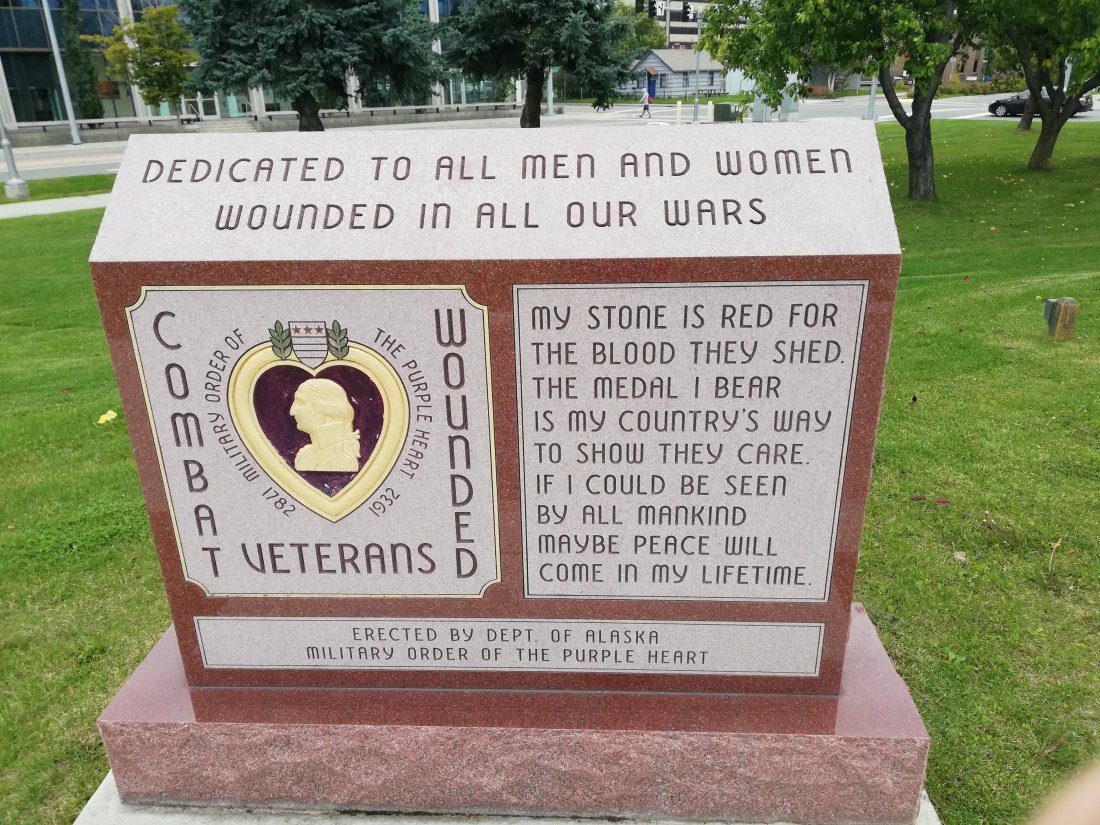 DEDICATED TO ALL MEN AND WOMEN
WOUNDED IN ALL OUR WARS
COMBAT
WOUNDED
VETERANS
MILITARY ORDER OF
THE PURPLE HEART
1782
1932
MY STONE IS RED FOR
THE BLOOD THEY SHED.
THE MEDAL I BEAR
IS MY COUNTRY'S WAY
TO SHOW THEY CARE.
IF I COULD BE SEEN
BY ALL MANKIND
MAYBE PEACE WILL
COME IN MY LIFETIME.
ERECTED BY DEPT. OF ALASKA
MILITARY ORDER OF THE PURPLE HEART